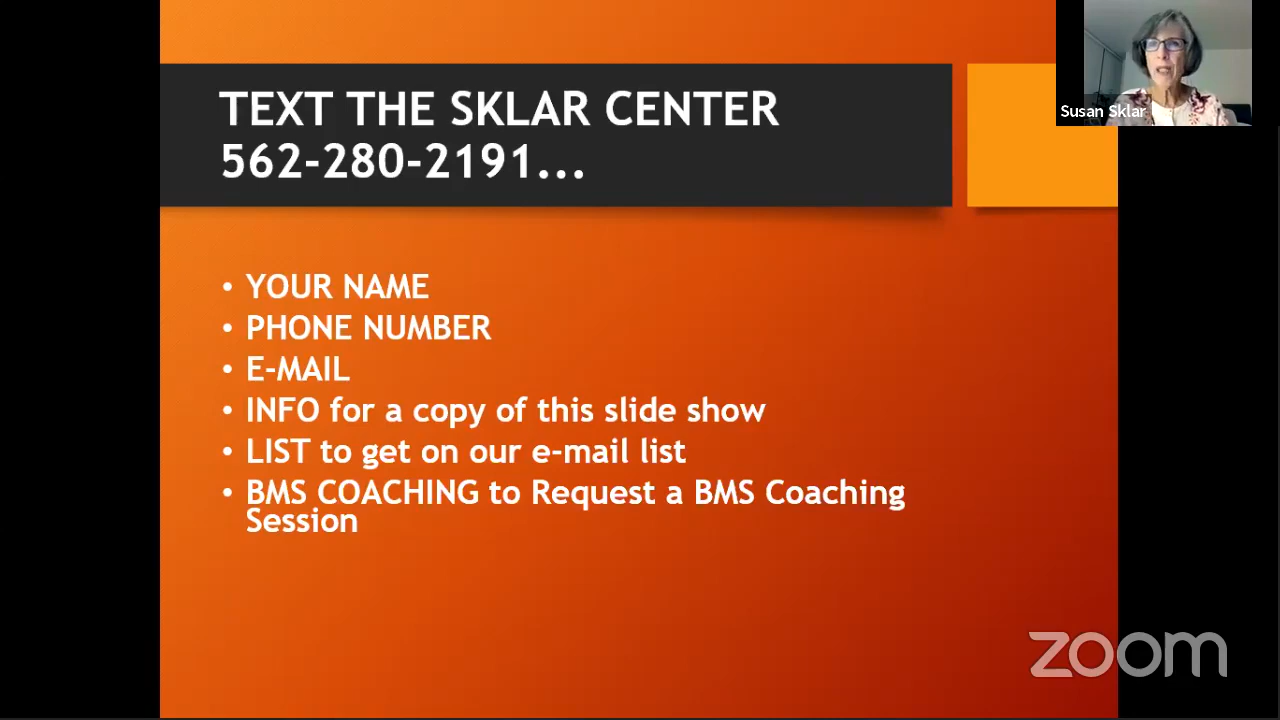 TEXT THE SKLAR CENTER
562-280-2191...
• YOUR NAME
• PHONE NUMBER
• E-MAIL
• INFO for a copy of this slide show
• LIST to get on our e-mail list
• BMS COACHING to Request a BMS Coaching
Session
Susan Sklar
zoom